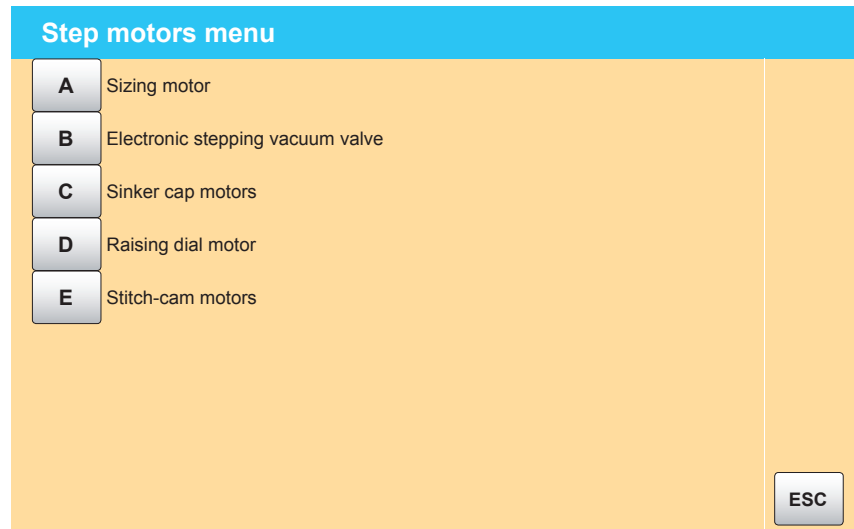 Step motors menu
A Sizing motor
B Electronic stepping vacuum valve
C Sinker cap motors
D Raising dial motor
E Stitch-cam motors
ESC